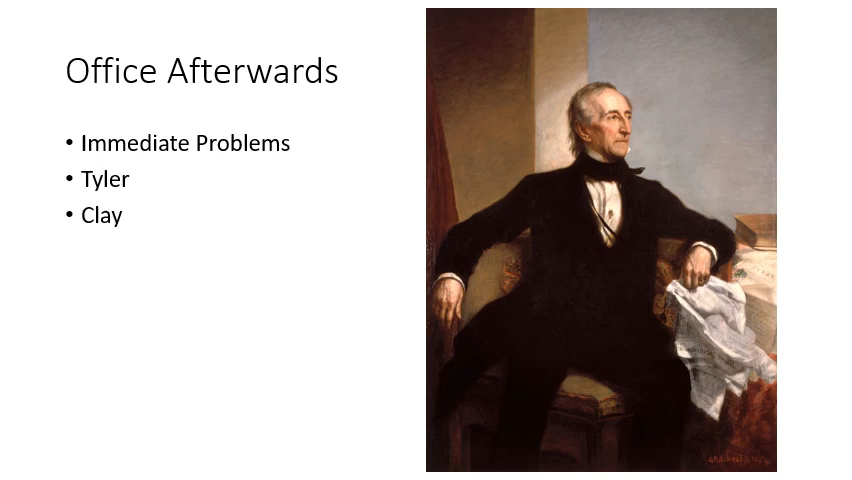 Office Afterwards
• Immediate Problems
• Tyler
• Clay